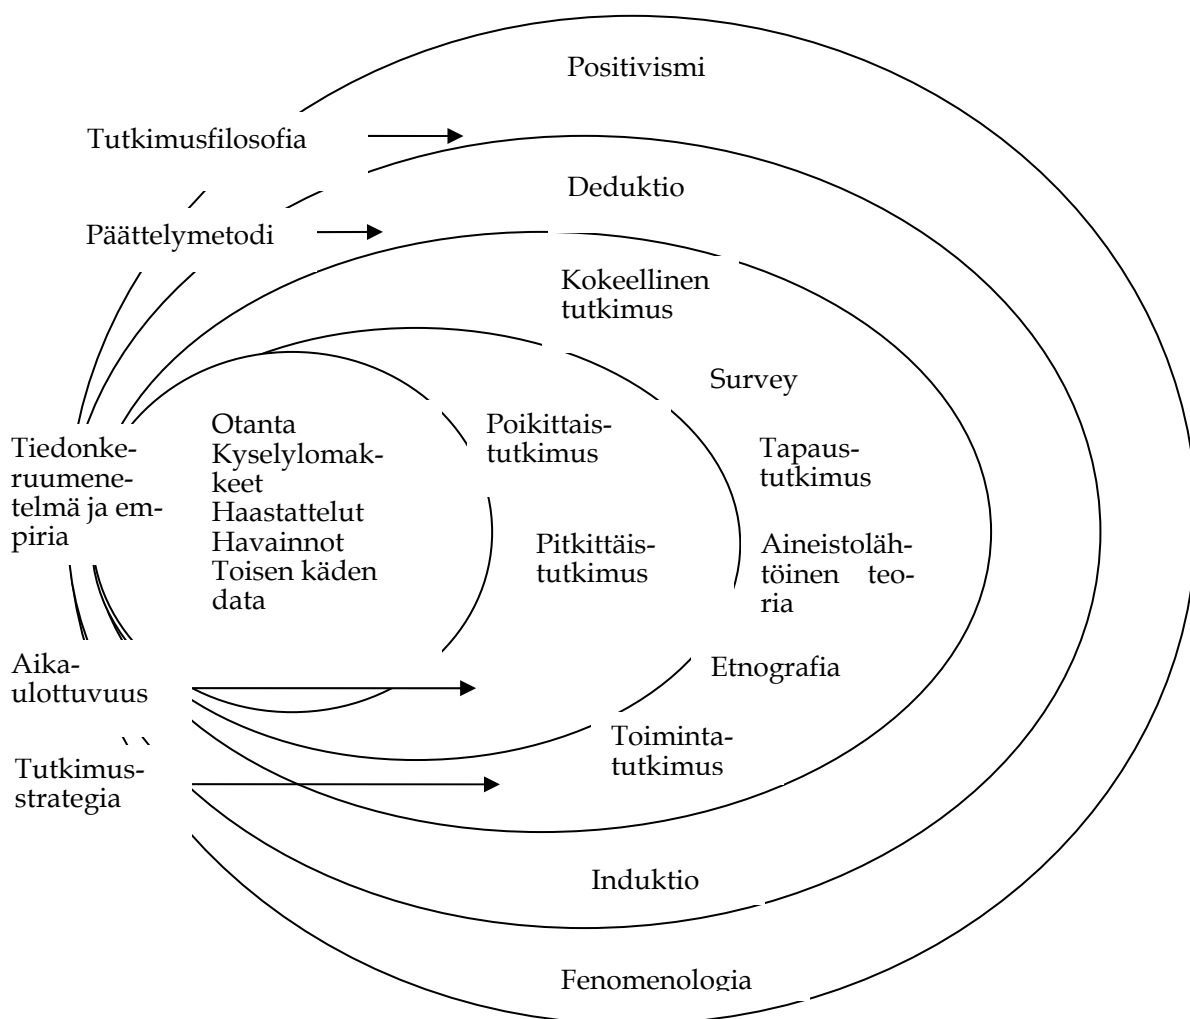 Positivismi
Tutkimusfilosofia
Deduktio
Päättelymetodi
Kokeellinen
tutkimus
Survey
Otanta
Kyselylomak-
keet
Haastattelut
Havainnot
Toisen käden
data
Poikittais-
tutkimus
Tapaus-
tutkimus
Tiedonke-
ruumene-
telmä ja em-
piria
Pitkittäis-
tutkimus
Aineistoläh-
töinen teo-
ria
Aika-
ulottuvuus
Etnografia
Toiminta-
tutkimus
Tutkimus-
strategia
Induktio
Fenomenologia